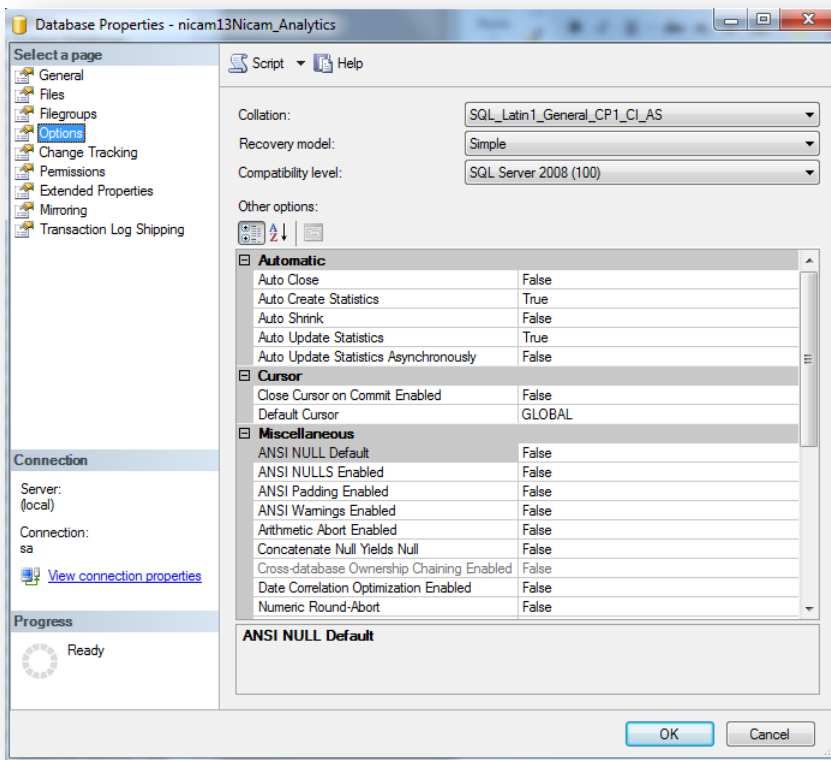 Database Properties - nicam13Nicam_Analytics
Select a page
General
Files
Filegroups
Options
Change Tracking
Permissions
Extended Properties
Mirroring
Transaction Log Shipping
Connection
Server:
(local)
Connection:
sa
View connection properties
Progress
Ready
Script Help
Collation: SQL_Latin1_General_CP1_CI_AS
Recovery model: Simple
Compatibility level: SQL Server 2008 (100)
Other options:
Automatic
Auto Close False
Auto Create Statistics True
Auto Shrink False
Auto Update Statistics True
Auto Update Statistics Asynchronously False
Cursor
Close Cursor on Commit Enabled False
Default Cursor GLOBAL
Miscellaneous
ANSI NULL Default False
ANSI NULLS Enabled False
ANSI Padding Enabled False
ANSI Warnings Enabled False
Arithmetic Abort Enabled False
Concatenate Null Yields Null False
Cross-database Ownership Chaining Enabled False
Date Correlation Optimization Enabled False
Numeric Round-Abort False
ANSI NULL Default
OK Cancel